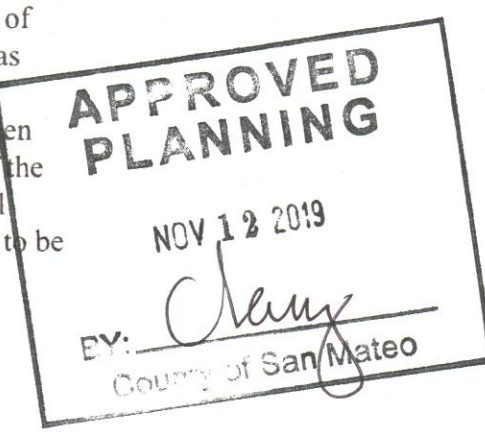 of
as
en
the
l
to be
APPROVED
PLANNING
NOV 12 2019
BY:
County of San Mateo